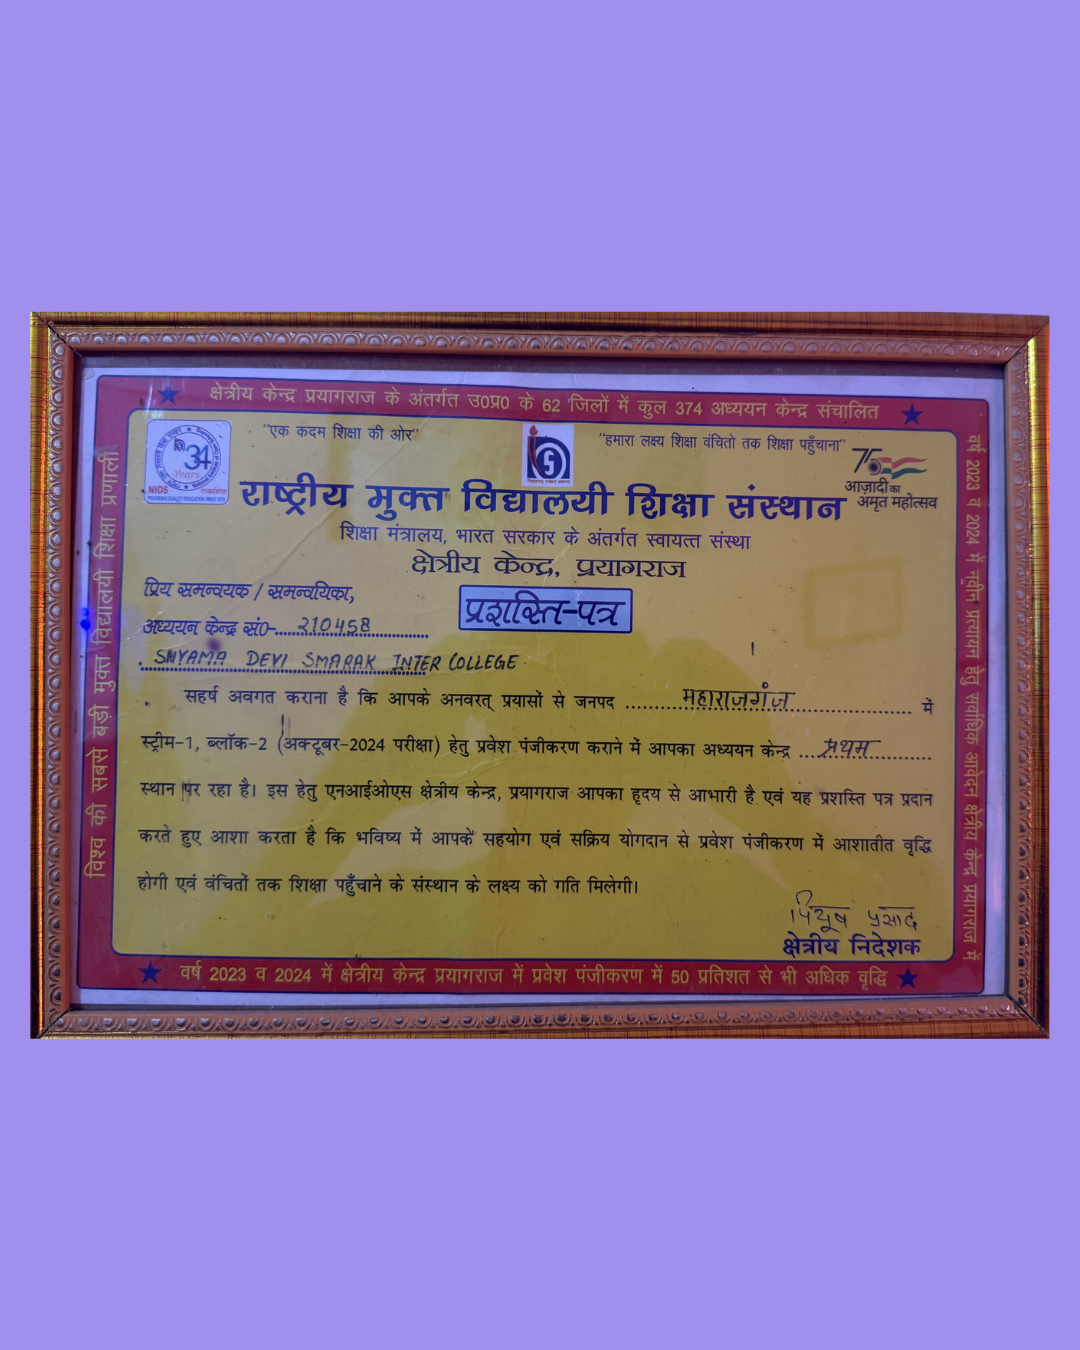 क्षेत्रीय केन्द्र प्रयागराज के अंतर्गत उ0प्र0 के 62 जिलों में कुल 374 अध्ययन केन्द्र संचालित
विश्व की सबसे बड़ी मुक्त विद्यालयी शिक्षा प्रणाली
"एक कदम शिक्षा की ओर"
"हमारा लक्ष्य शिक्षा वंचितो तक शिक्षा पहुँचाना"
34
Years
NIOS
75
आज़ादी का
अमृत महोत्सव
राष्ट्रीय मुक्त विद्यालयी शिक्षा संस्थान
शिक्षा मंत्रालय, भारत सरकार के अंतर्गत स्वायत्त संस्था
क्षेत्रीय केन्द्र, प्रयागराज
प्रिय समन्वयक / समन्वयिका,
प्रशस्ति-पत्र
अध्ययन केन्द्र सं0- 210458
SHYAMA DEVI SMARAK INTER COLLEGE
सहर्ष अवगत कराना है कि आपके अनवरत् प्रयासों से जनपद महाराजगंज में
स्ट्रीम-1, ब्लॉक-2 (अक्टूबर-2024 परीक्षा) हेतु प्रवेश पंजीकरण कराने में आपका अध्ययन केन्द्र प्रथम
स्थान पर रहा है। इस हेतु एनआईओएस क्षेत्रीय केन्द्र, प्रयागराज आपका हृदय से आभारी है एवं यह प्रशस्ति पत्र प्रदान
करते हुए आशा करता है कि भविष्य में आपके सहयोग एवं सक्रिय योगदान से प्रवेश पंजीकरण में आशातीत वृद्धि
होगी एवं वंचितों तक शिक्षा पहुँचाने के संस्थान के लक्ष्य को गति मिलेगी।
पियूष प्रसाद
क्षेत्रीय निदेशक
वर्ष 2023 व 2024 में नवीन प्रत्यायन हेतु सर्वाधिक आवेदन क्षेत्रीय केन्द्र प्रयागराज में
वर्ष 2023 व 2024 में क्षेत्रीय केन्द्र प्रयागराज में प्रवेश पंजीकरण में 50 प्रतिशत से भी अधिक वृद्धि